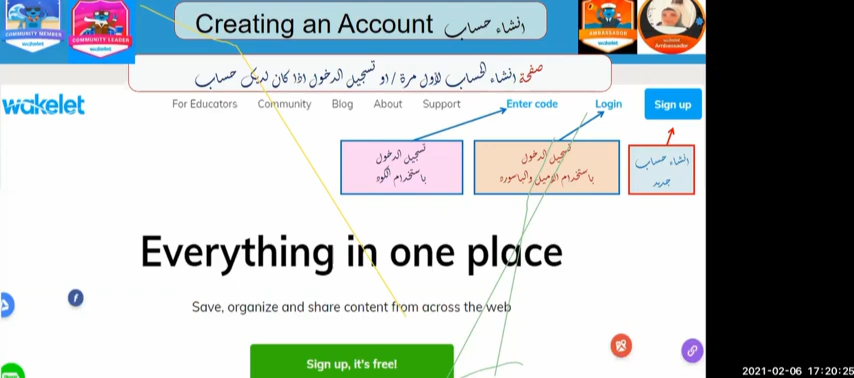 Creating an Account انشاء حساب
COMMUNITY MEMBER
wakelet
COMMUNITY LEADER
wakelet
AMBASSADOR
wakelet
wakelet
Ambassador
صفحة انشاء الحساب للأول مرة / او تسجيل الدخول اذا كان لديك حساب
wakelet
For Educators Community Blog About Support Enter code Login Sign up
تسجيل الدخول
باستخدام الكود
تسجيل الدخول
باستخدام الاميل والباسورد
انشاء حساب
جديد
Everything in one place
Save, organize and share content from across the web
Sign up, it's free!
2021-02-06 17:20:25